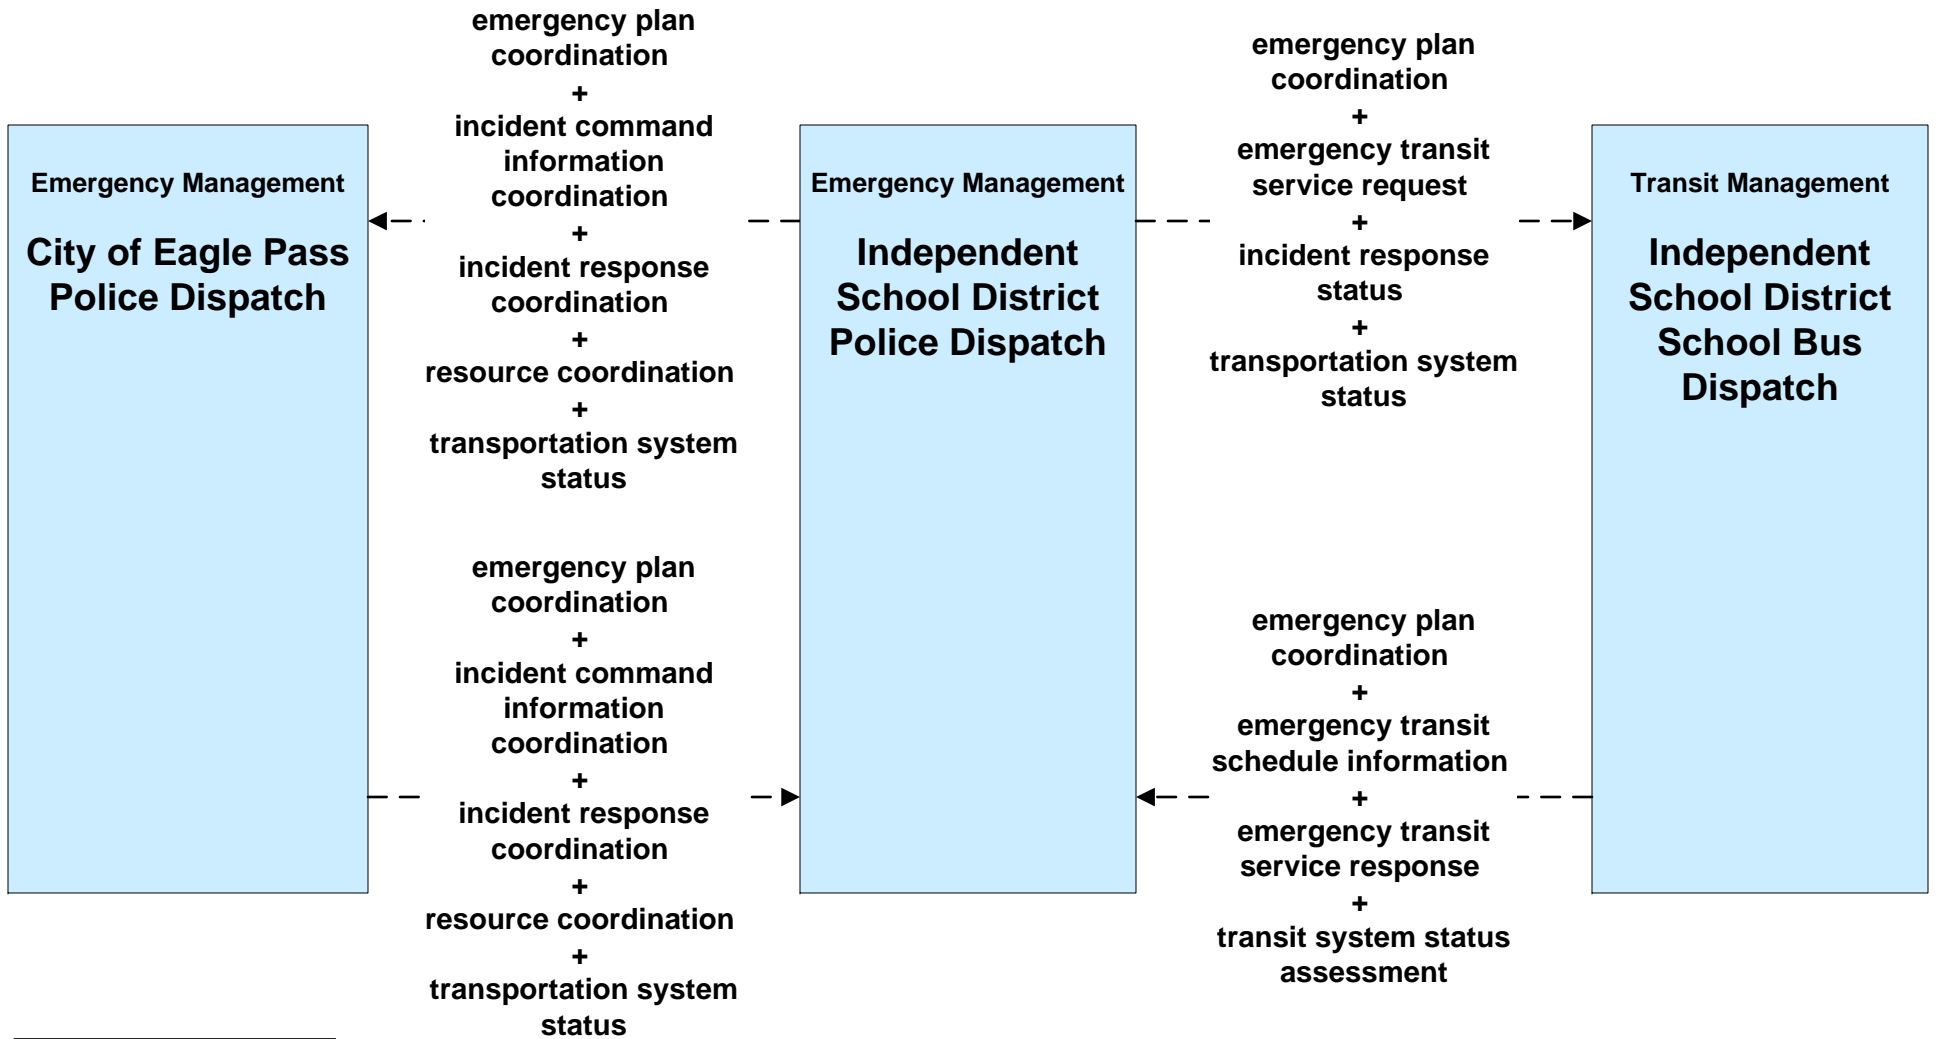 emergency plan
coordination
+
incident command
information
coordination
+
incident response
coordination
+
resource coordination
+
transportation system
status
emergency plan
coordination
+
emergency transit
service request
+
incident response
status
+
transportation system
status
Emergency Management
City of Eagle Pass
Police Dispatch
Emergency Management
Independent
School District
Police Dispatch
Transit Management
Independent
School District
School Bus
Dispatch
emergency plan
coordination
+
incident command
information
coordination
+
incident response
coordination
+
resource coordination
+
transportation system
status
emergency plan
coordination
+
emergency transit
schedule information
+
emergency transit
service response
+
transit system status
assessment